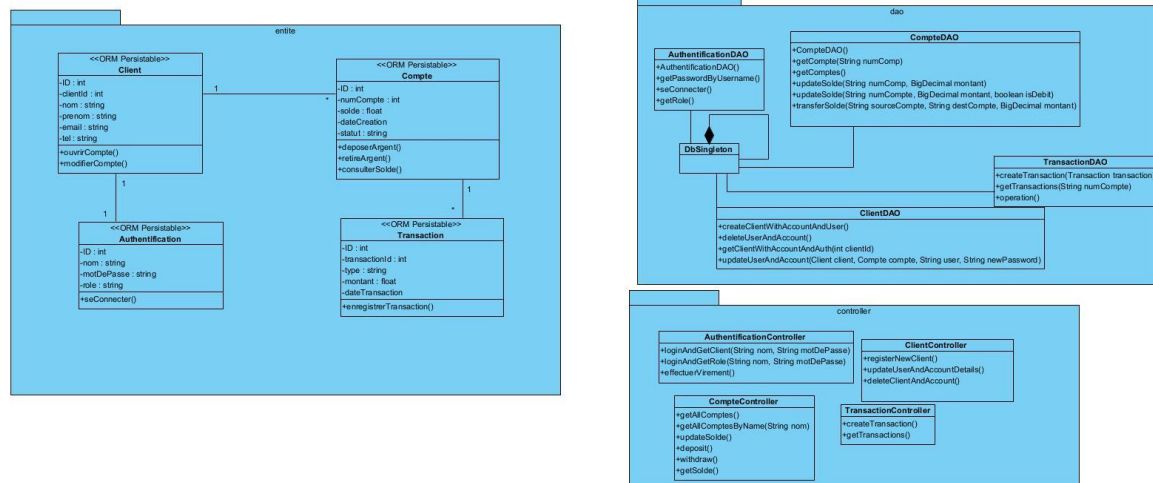 entite
<<ORM Persistable>>
Client
-ID : int
-clientId : int
-nom : string
-prenom : string
-email : string
-tel : string
+ouvrirCompte()
+modifierCompte()
1
*
<<ORM Persistable>>
Compte
-ID : int
-numCompte : int
-solde : float
-dateCreation
-statut : string
+deposerArgent()
+retireArgent()
+consulterSolde()
1
1
<<ORM Persistable>>
Authentification
-ID : int
-nom : string
-motDePasse : string
-role : string
+seConnecter()
1
*
<<ORM Persistable>>
Transaction
-ID : int
-transactionId : int
-type : string
-montant : float
-dateTransaction
+enregistrerTransaction()
dao
AuthentificationDAO
+AuthentificationDAO()
+getPasswordByUsername()
+seConnecter()
+getRole()
CompteDAO
+CompteDAO()
+getCompte(String numComp)
+getComptes()
+updateSolde(String numComp, BigDecimal montant)
+updateSolde(String numCompte, BigDecimal montant, boolean isDebit)
+transferSolde(String sourceCompte, String destCompte, BigDecimal montant)
DbSingleton
TransactionDAO
+createTransaction(Transaction transaction
+getTransactions(String numCompte)
+operation()
ClientDAO
+createClientWithAccountAndUser()
+deleteUserAndAccount()
+getClientWithAccountAndAuth(int clientId)
+updateUserAndAccount(Client client, Compte compte, String user, String newPassword)
controller
AuthentificationController
+loginAndGetClient(String nom, String motDePasse)
+loginAndGetRole(String nom, String motDePasse)
+effectuerVirement()
ClientController
+registerNewClient()
+updateUserAndAccountDetails()
+deleteClientAndAccount()
CompteController
+getAllComptes()
+getAllComptesByName(String nom)
+updateSolde()
+deposit()
+withdraw()
+getSolde()
TransactionController
+createTransaction()
+getTransactions()